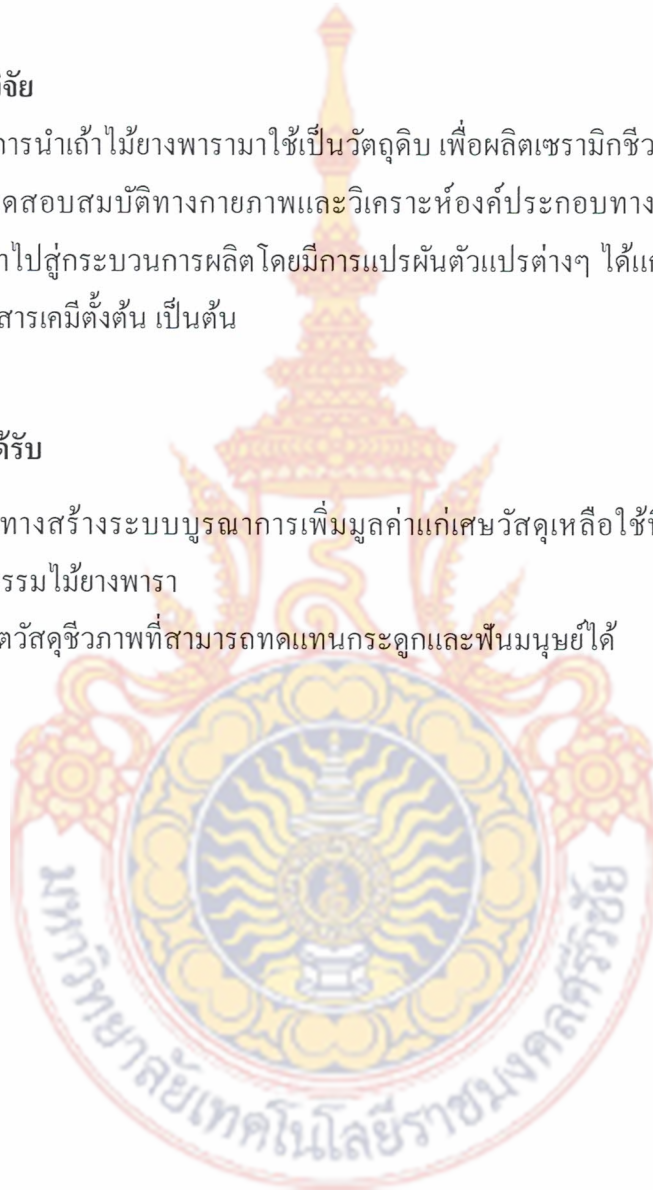 วิจัย
การนำเถ้าไม้ยางพารามาใช้เป็นวัตถุดิบ เพื่อผลิตเซรามิกชีว
ดสอบสมบัติทางกายภาพและวิเคราะห์องค์ประกอบทาง
าไปสู่กระบวนการผลิตโดยมีการแปรผันตัวแปรต่างๆ ได้แก
สารเคมีตั้งต้น เป็นต้น
ด้รับ
ทางสร้างระบบบูรณาการเพิ่มมูลค่าแก่เศษวัสดุเหลือใช้ที
รรมไม้ยางพารา
ตวัสดุชีวภาพที่สามารถทดแทนกระดูกและฟันมนุษย์ได้
มหาวิทยาลัยเทคโนโลยีราชมงคลศรีวิชัย